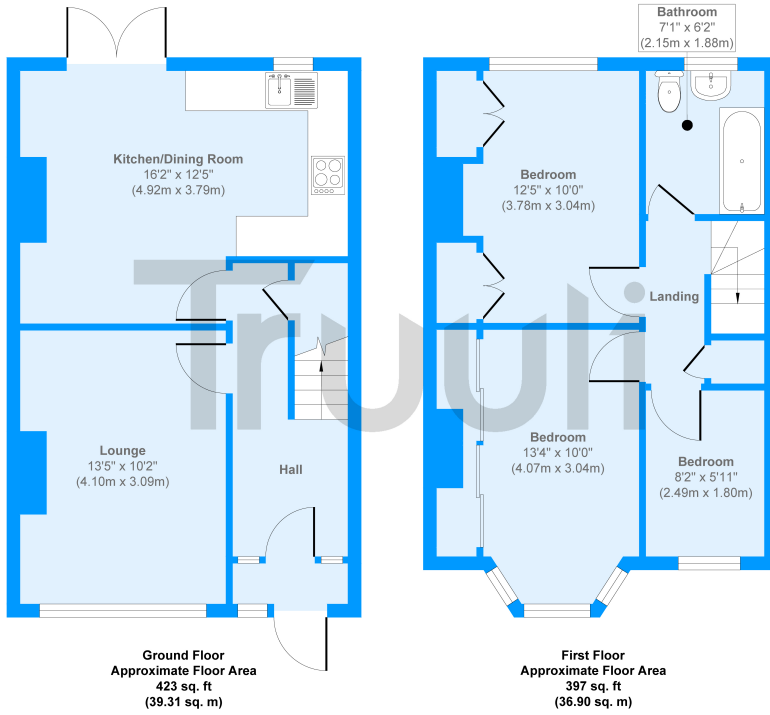 Bathroom
7'1" x 6'2"
(2.15m x 1.88m)
Kitchen/Dining Room
16'2" x 12'5"
(4.92m x 3.79m)
Bedroom
12'5" x 10'0"
(3.78m x 3.04m)
Landing
Truuli
Lounge
13'5" x 10'2"
(4.10m x 3.09m)
Hall
Bedroom
13'4" x 10'0"
(4.07m x 3.04m)
Bedroom
8'2" x 5'11"
(2.49m x 1.80m)
Ground Floor
Approximate Floor Area
423 sq. ft
(39.31 sq. m)
First Floor
Approximate Floor Area
397 sq. ft
(36.90 sq. m)